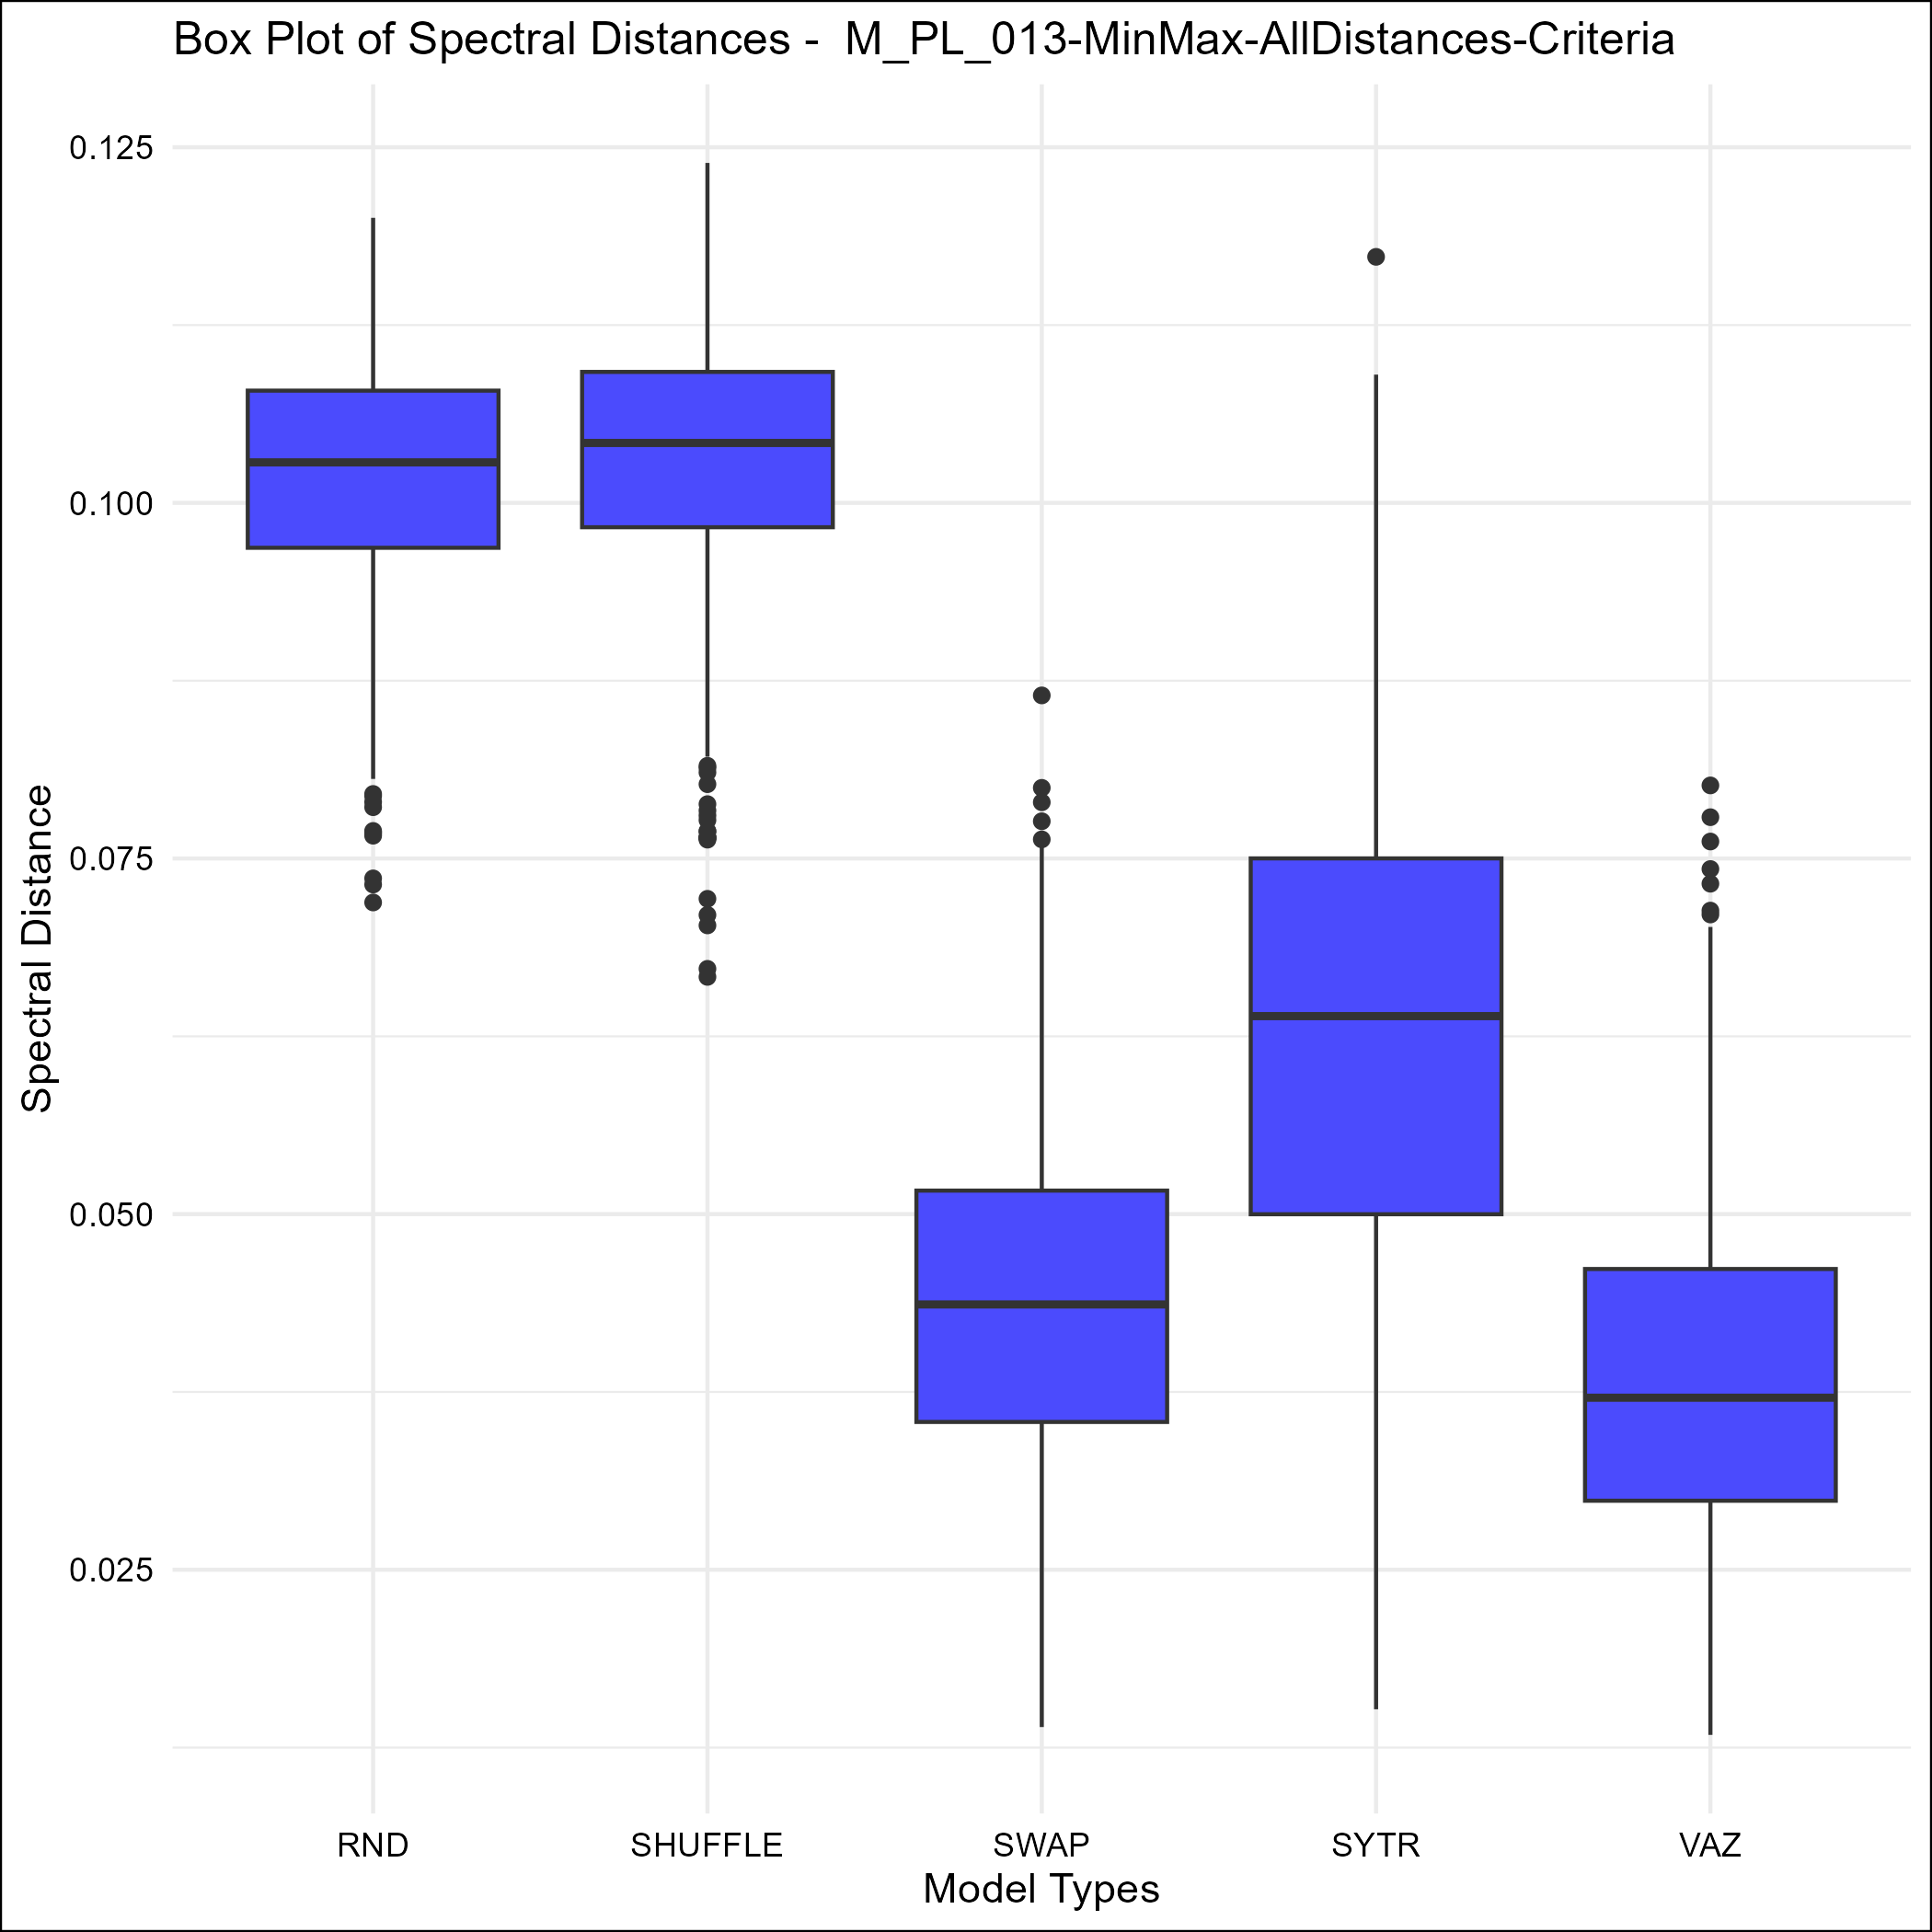 Box Plot of Spectral Distances -  M_PL_013-MinMax-AllDistances-Criteria
0.125
0.100
0.075
0.050
0.025
Spectral Distance
RND SHUFFLE SWAP SYTR VAZ
Model Types